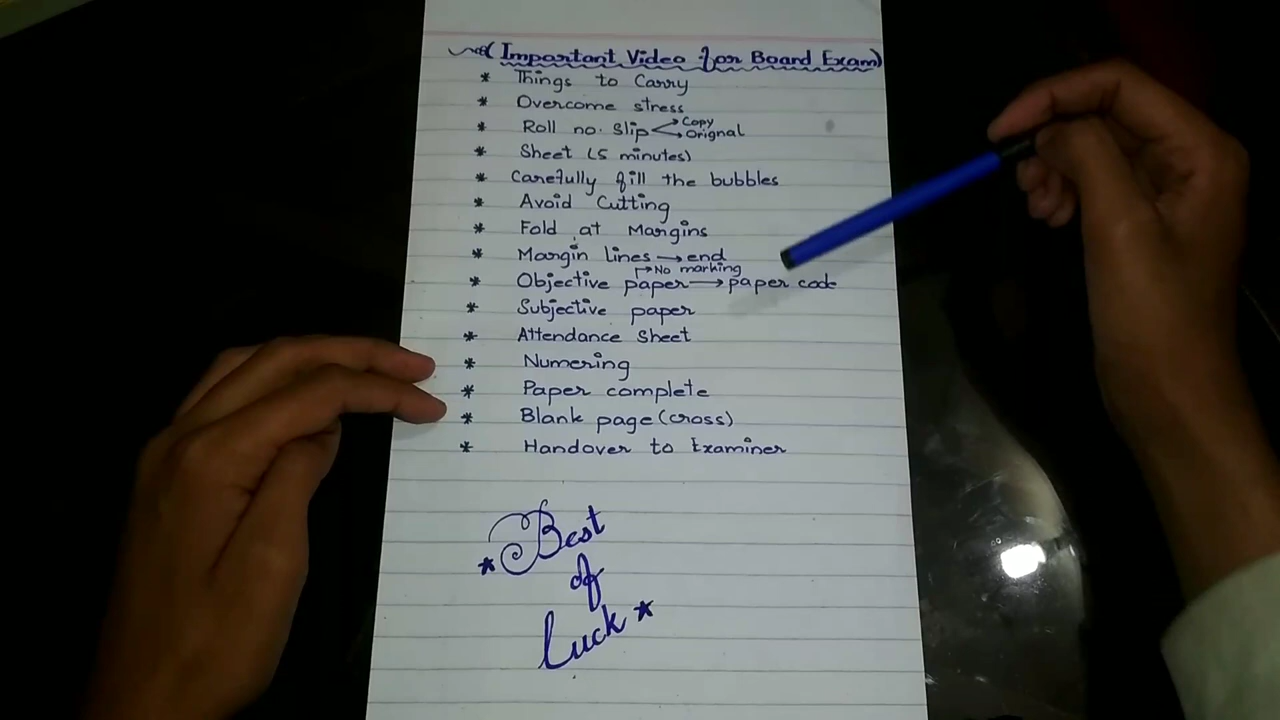 (Important Video for Board Exam)
* Things to Carry
* Overcome stress
* Roll no. Slip Copy
Orignal
* Sheet (5 minutes)
* Carefully fill the bubbles
* Avoid Cutting
* Fold at Margins
* Margin lines → end
No marking
* Objective paper → paper code
* Subjective paper
* Attendance Sheet
* Numering
* Paper complete
* Blank page (cross)
* Handover to Examiner
* Best
of
Luck *